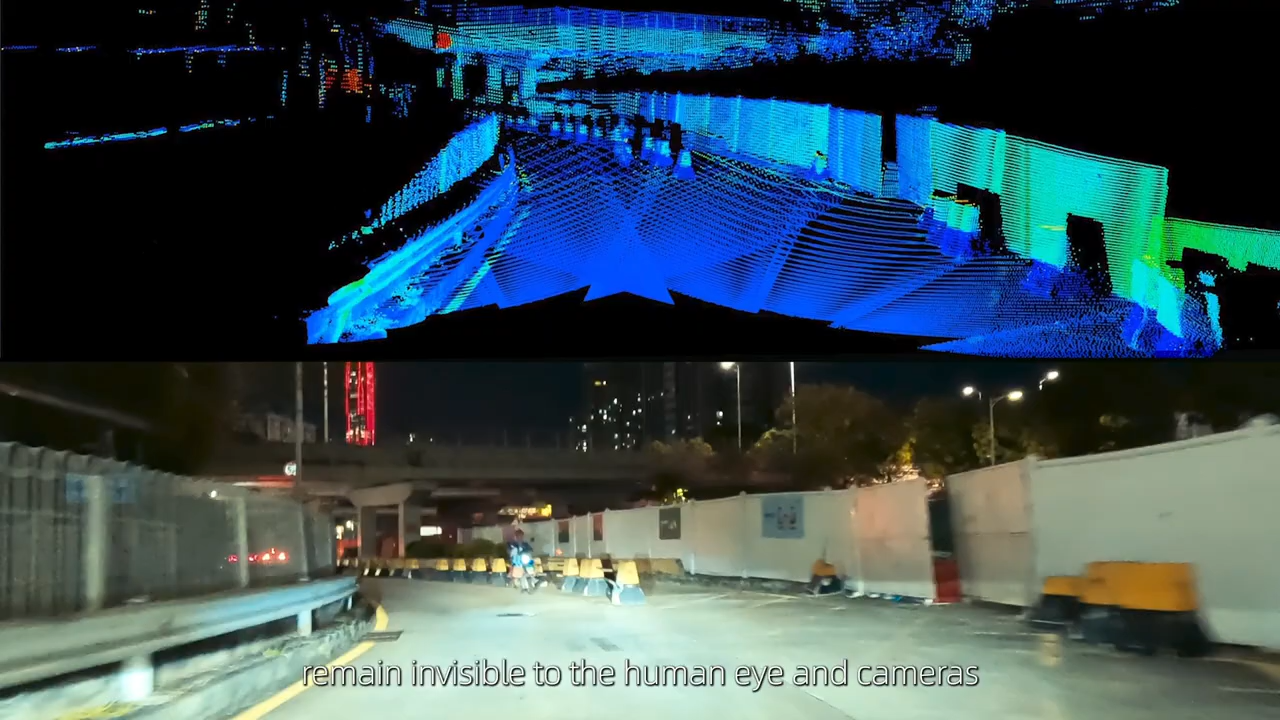 remain invisible to the human eye and cameras